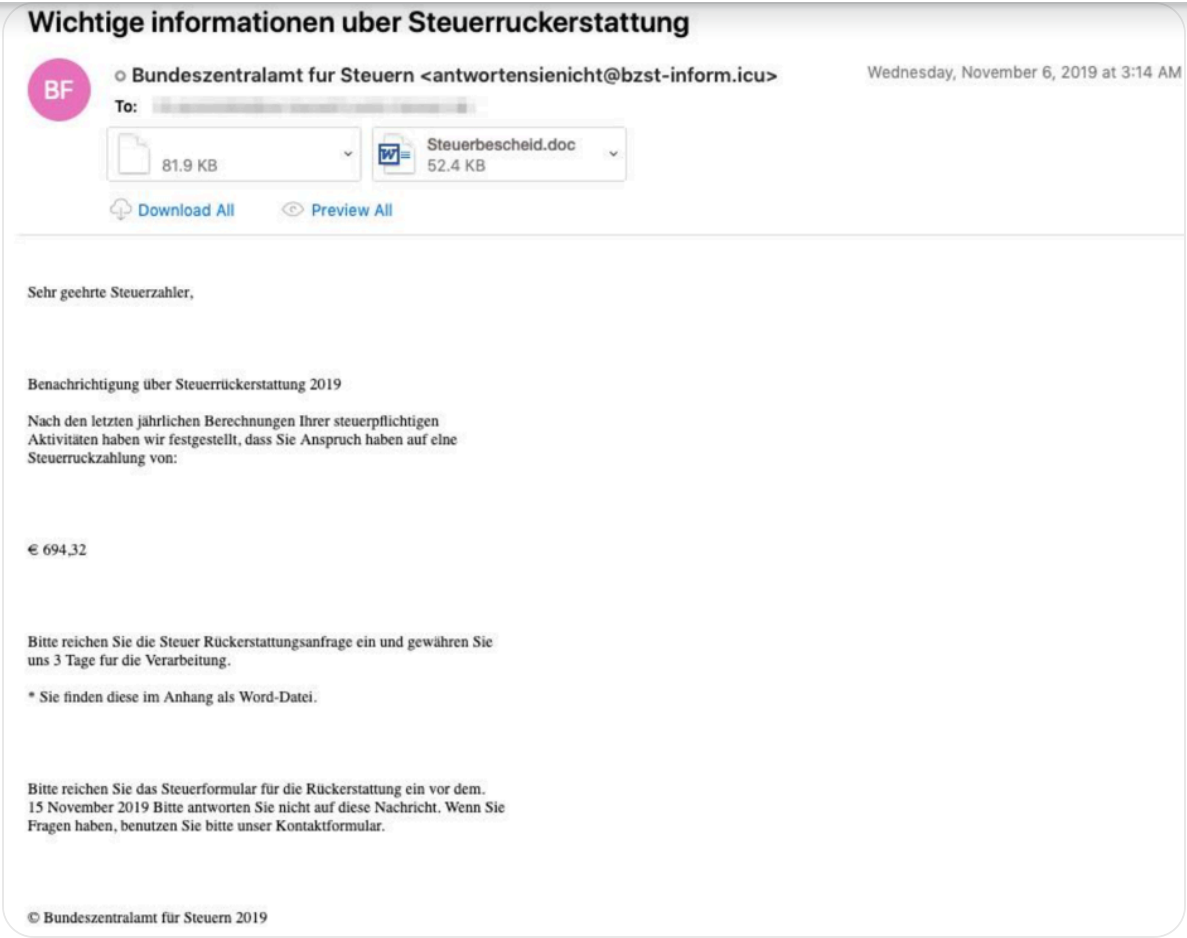 Wichtige informationen uber Steuerruckerstattung
BF
Bundeszentralamt fur Steuern <antwortensienicht@bzst-inform.icu>
Wednesday, November 6, 2019 at 3:14 AM
To:
81.9 KB
Steuerbescheid.doc
52.4 KB
Download All
Preview All
Sehr geehrte Steuerzahler,
Benachrichtigung über Steuerrückerstattung 2019
Nach den letzten jährlichen Berechnungen Ihrer steuerpflichtigen
Aktivitäten haben wir festgestellt, dass Sie Anspruch haben auf elne
Steuerruckzahlung von:
€ 694,32
Bitte reichen Sie die Steuer Rückerstattungsanfrage ein und gewähren Sie
uns 3 Tage fur die Verarbeitung.
* Sie finden diese im Anhang als Word-Datei.
Bitte reichen Sie das Steuerformular für die Rückerstattung ein vor dem.
15 November 2019 Bitte antworten Sie nicht auf diese Nachricht. Wenn Sie
Fragen haben, benutzen Sie bitte unser Kontaktformular.
© Bundeszentralamt für Steuern 2019